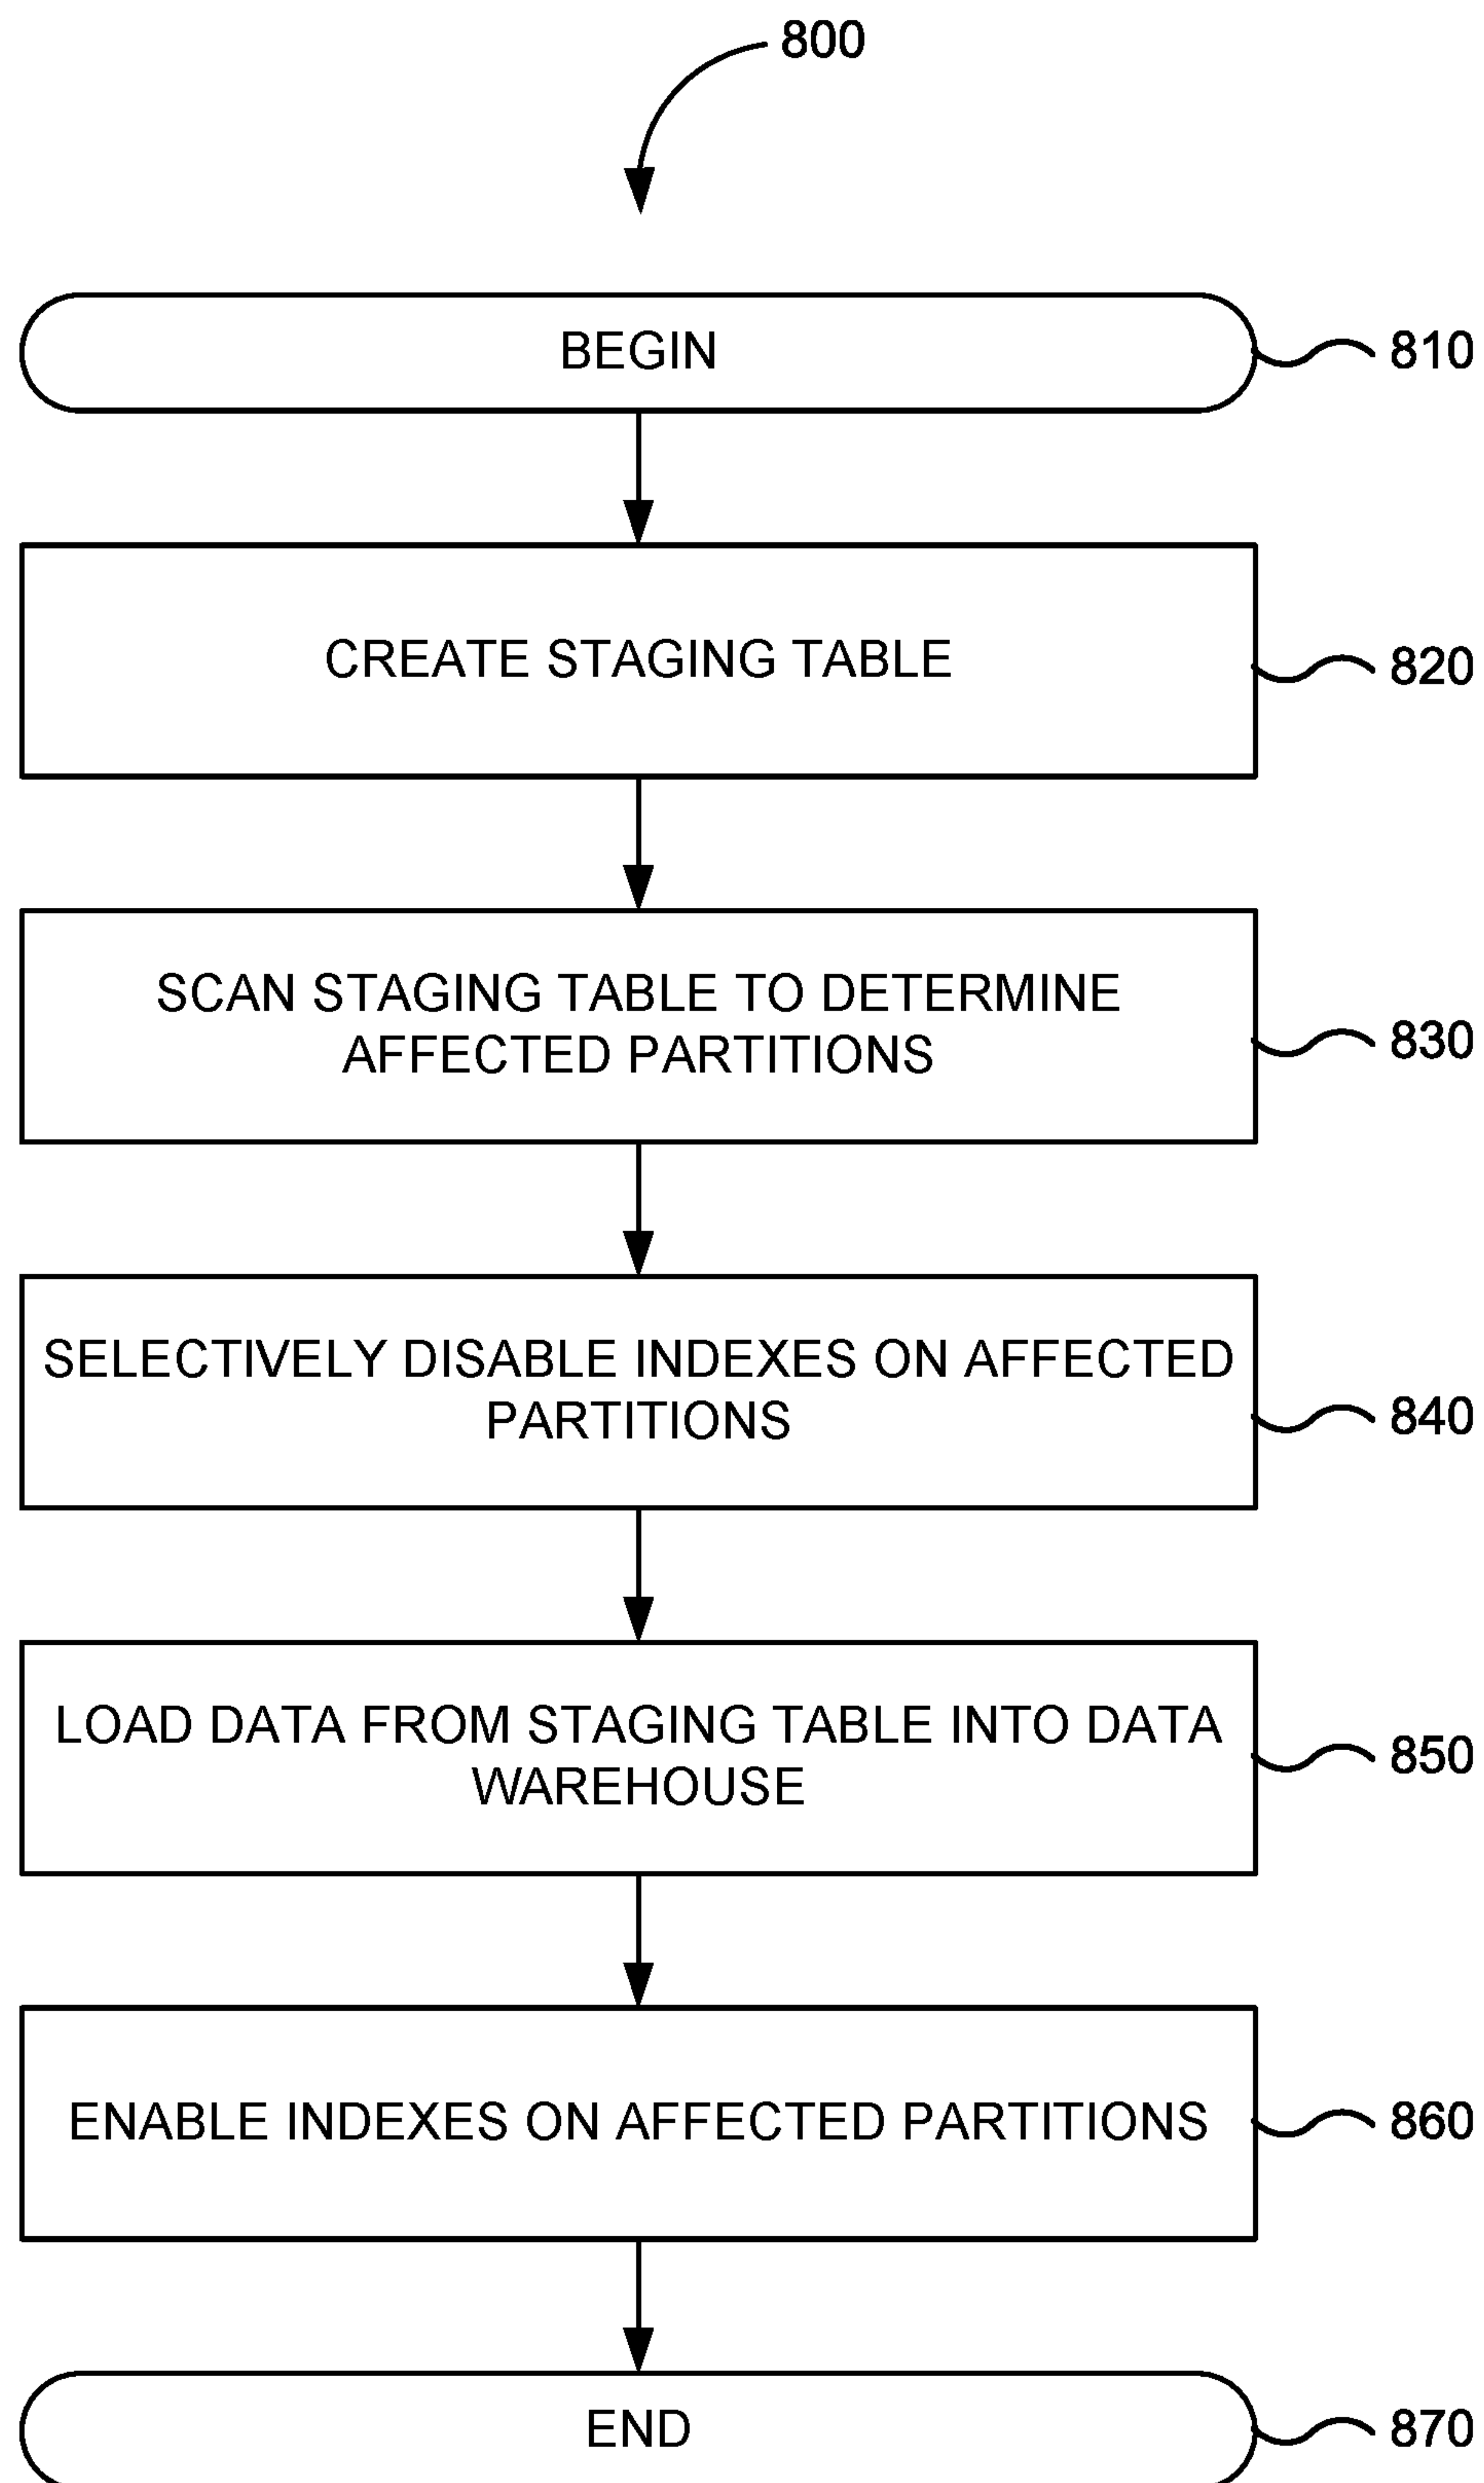 800
BEGIN
810
CREATE STAGING TABLE
820
SCAN STAGING TABLE TO DETERMINE
AFFECTED PARTITIONS
830
SELECTIVELY DISABLE INDEXES ON AFFECTED
PARTITIONS
840
LOAD DATA FROM STAGING TABLE INTO DATA
WAREHOUSE
850
ENABLE INDEXES ON AFFECTED PARTITIONS
860
END
870